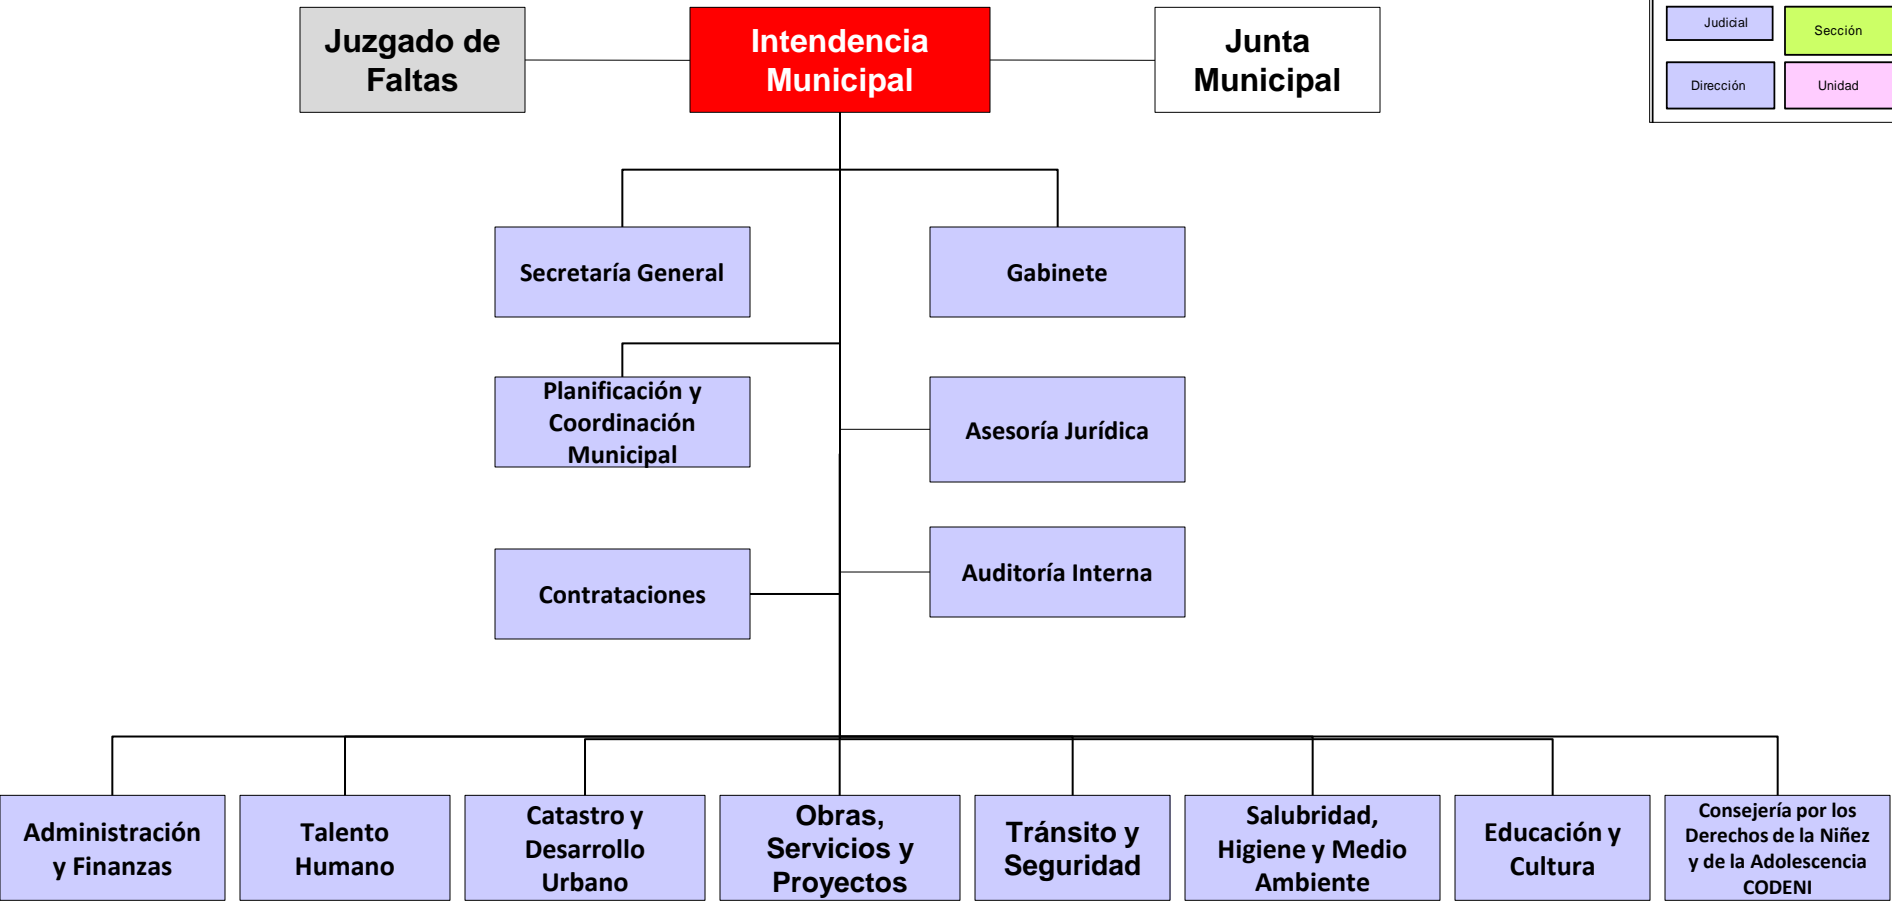 Juzgado de
Faltas
Intendencia
Municipal
Junta
Municipal
Judicial
Sección
Dirección
Unidad
Secretaría General
Gabinete
Planificación y
Coordinación
Municipal
Asesoría Jurídica
Contrataciones
Auditoría Interna
Administración
y Finanzas
Talento
Humano
Catastro y
Desarrollo
Urbano
Obras,
Servicios y
Proyectos
Tránsito y
Seguridad
Salubridad,
Higiene y Medio
Ambiente
Educación y
Cultura
Consejería por los
Derechos de la Niñez
y de la Adolescencia
CODENI